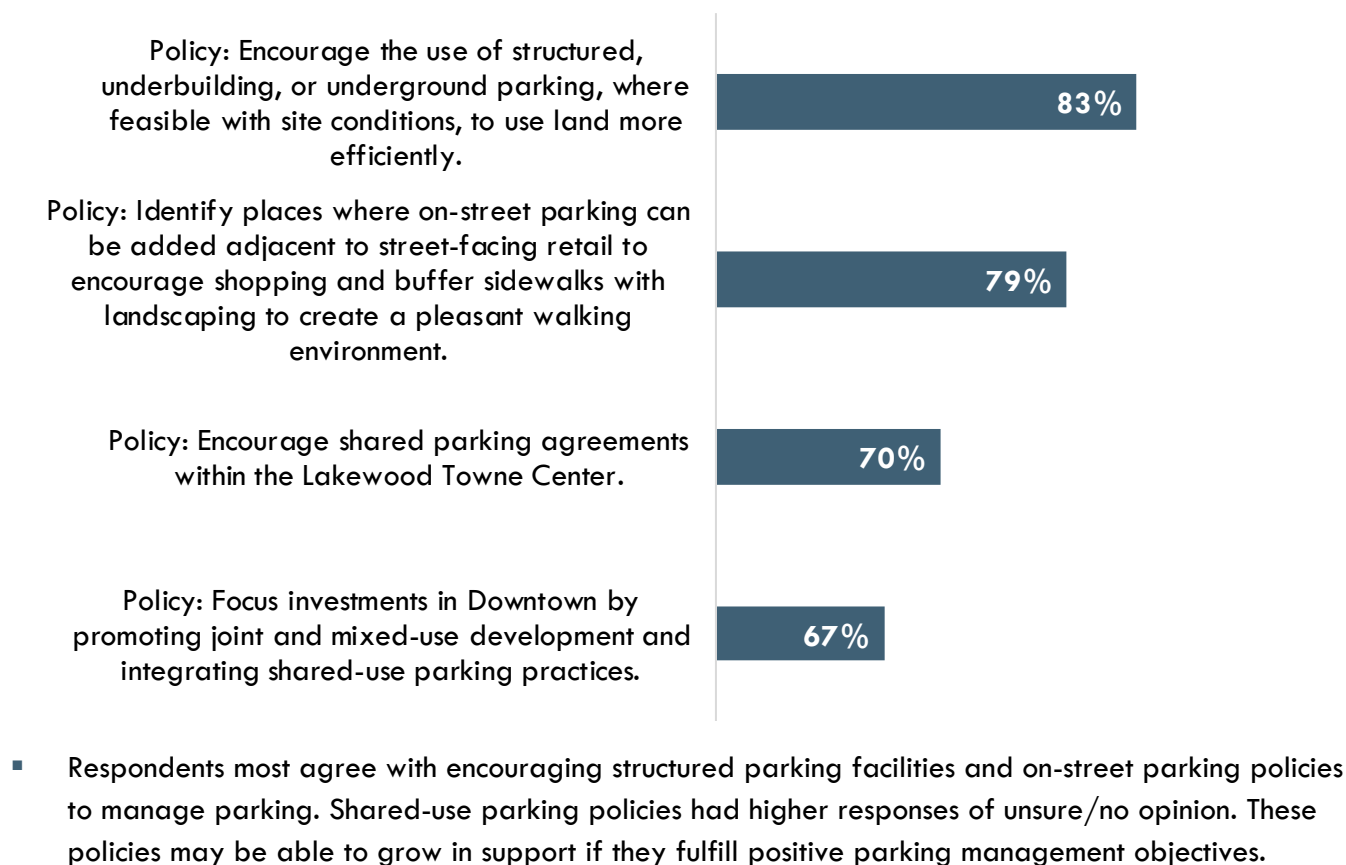 Policy: Encourage the use of structured,
underbuilding, or underground parking, where
feasible with site conditions, to use land more
efficiently.
83%
Policy: Identify places where on-street parking can
be added adjacent to street-facing retail to
encourage shopping and buffer sidewalks with
landscaping to create a pleasant walking
environment.
79%
Policy: Encourage shared parking agreements
within the Lakewood Towne Center.
70%
Policy: Focus investments in Downtown by
promoting joint and mixed-use development and
integrating shared-use parking practices.
67%
▪ Respondents most agree with encouraging structured parking facilities and on-street parking policies
to manage parking. Shared-use parking policies had higher responses of unsure/no opinion. These
policies may be able to grow in support if they fulfill positive parking management objectives.